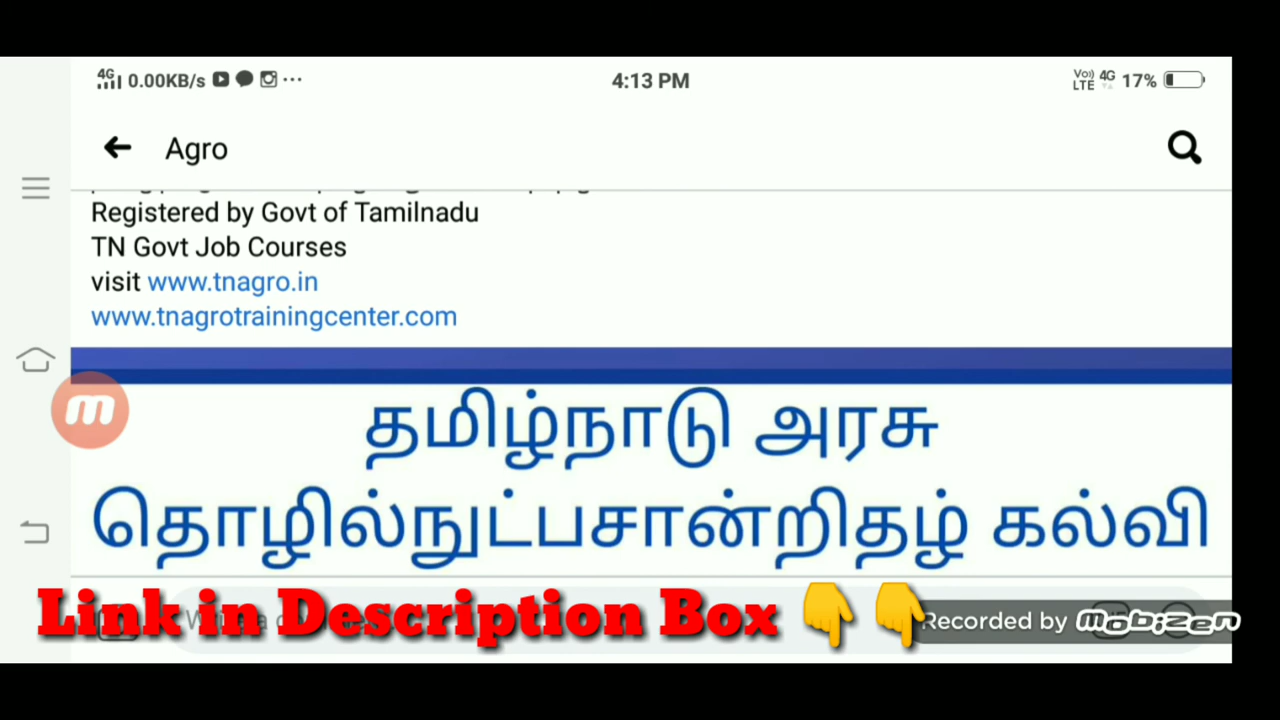 4G 0.00KB/s 4:13 PM Vo)) LTE 4G 17%
Agro
Registered by Govt of Tamilnadu
TN Govt Job Courses
visit www.tnagro.in
www.tnagrotrainingcenter.com
தமிழ்நாடு அரசு
தொழில்நுட்பசான்றிதழ் கல்வி
Link in Description Box 👇👇
Recorded by mobizen